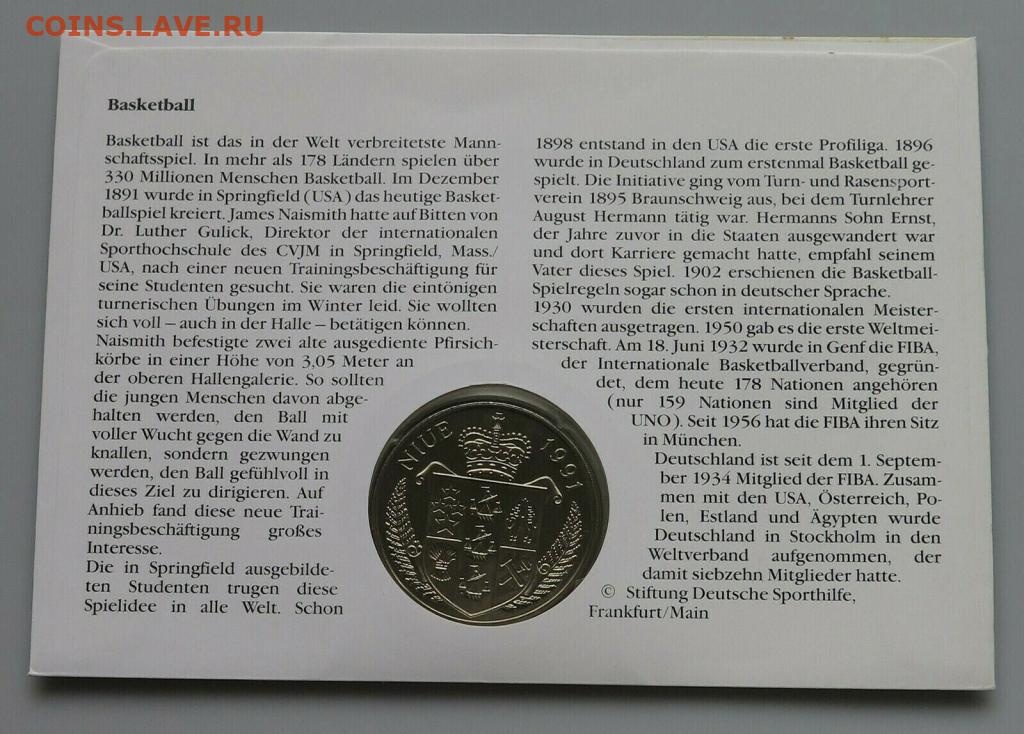 COINS.LAVE.RU
Basketball
Basketball ist das in der Welt verbreitetste Mann-
schaftsspiel. In mehr als 178 Ländern spielen über
330 Millionen Menschen Basketball. Im Dezember
1891 wurde in Springfield (USA) das heutige Basket-
ballspiel kreiert. James Naismith hatte auf Bitten von
Dr. Luther Gulick, Direktor der internationalen
Sporthochschule des CVJM in Springfield, Mass./
USA, nach einer neuen Trainingsbeschäftigung für
seine Studenten gesucht. Sie waren die eintönigen
turnerischen Übungen im Winter leid. Sie wollten
sich voll – auch in der Halle – betätigen können.
Naismith befestigte zwei alte ausgediente Pfirsich-
körbe in einer Höhe von 3,05 Meter an
der oberen Hallengalerie. So sollten
die jungen Menschen davon abge-
halten werden, den Ball mit
voller Wucht gegen die Wand zu
knallen, sondern gezwungen
werden, den Ball gefühlvoll in
dieses Ziel zu dirigieren. Auf
Anhieb fand diese neue Trai-
ningsbeschäftigung großes
Interesse.
Die in Springfield ausgebilde-
ten Studenten trugen diese
Spielidee in alle Welt. Schon
1898 entstand in den USA die erste Profiliga. 1896
wurde in Deutschland zum erstenmal Basketball ge-
spielt. Die Initiative ging vom Turn- und Rasensport-
verein 1895 Braunschweig aus, bei dem Turnlehrer
August Hermann tätig war. Hermanns Sohn Ernst,
der Jahre zuvor in die Staaten ausgewandert war
und dort Karriere gemacht hatte, empfahl seinem
Vater dieses Spiel. 1902 erschienen die Basketball-
Spielregeln sogar schon in deutscher Sprache.
1930 wurden die ersten internationalen Meister-
schaften ausgetragen. 1950 gab es die erste Weltmei-
sterschaft. Am 18. Juni 1932 wurde in Genf die FIBA,
der Internationale Basketballverband, gegrün-
det, dem heute 178 Nationen angehören
(nur 159 Nationen sind Mitglied der
UNO). Seit 1956 hat die FIBA ihren Sitz
in München.
Deutschland ist seit dem 1. Septem-
ber 1934 Mitglied der FIBA. Zusam-
men mit den USA, Österreich, Po-
len, Estland und Ägypten wurde
Deutschland in Stockholm in den
Weltverband aufgenommen, der
damit siebzehn Mitglieder hatte.
© Stiftung Deutsche Sporthilfe,
Frankfurt/Main
NIUE 1991